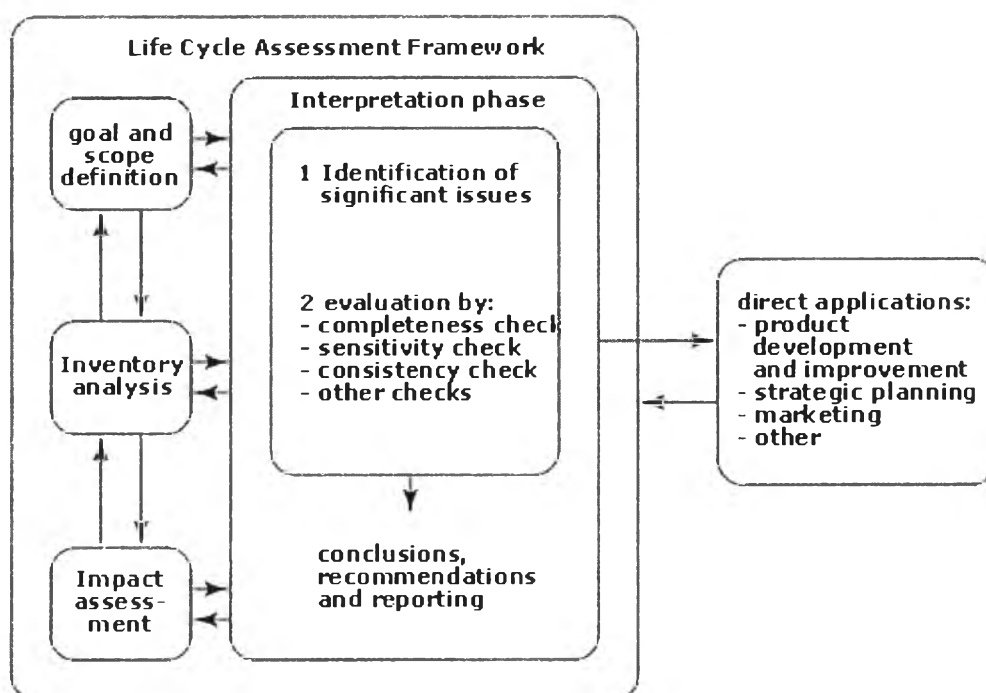 Life Cycle Assessment Framework
Interpretation phase
goal and
scope
definition
1 Identification of
significant issues
2 evaluation by:
- completeness check
- sensitivity check
- consistency check
- other checks
Inventory
analysis
direct applications:
- product
development
and improvement
- strategic planning
- marketing
- other
Impact
assess-
ment
conclusions,
recommendations
and reporting